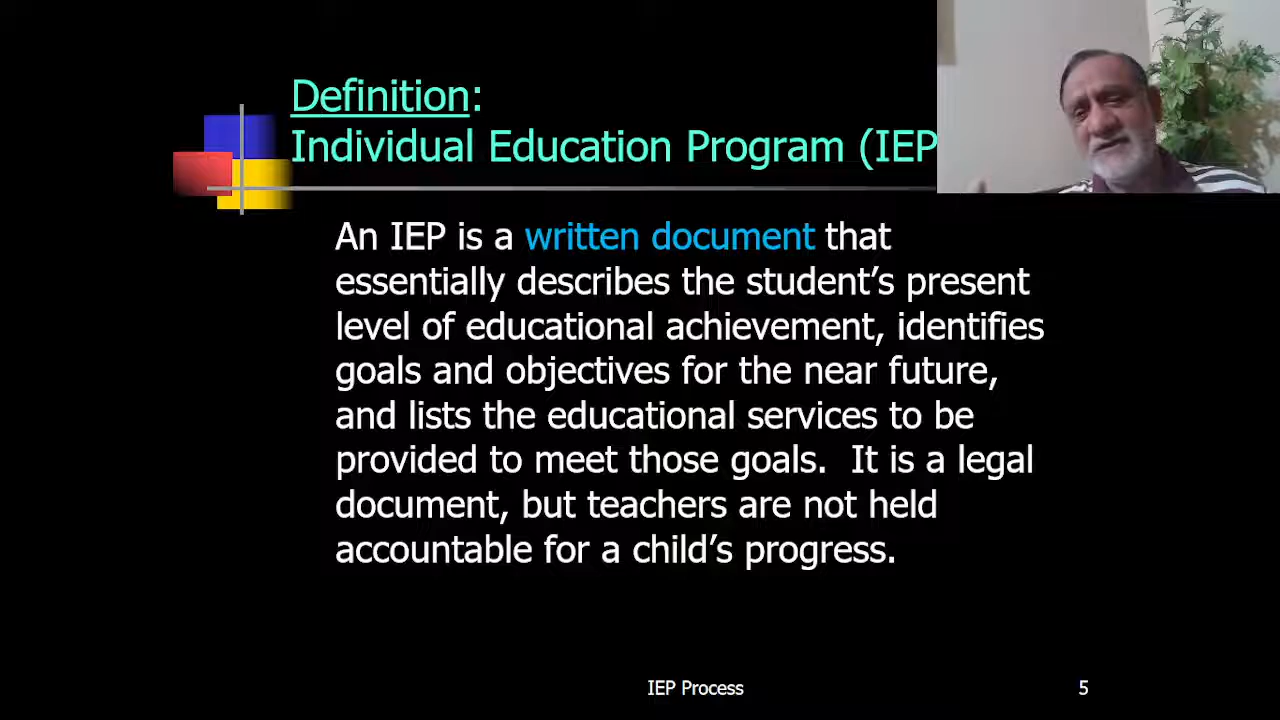 Definition:
Individual Education Program (IEP
An IEP is a written document that
essentially describes the student’s present
level of educational achievement, identifies
goals and objectives for the near future,
and lists the educational services to be
provided to meet those goals.  It is a legal
document, but teachers are not held
accountable for a child’s progress.
IEP Process
5